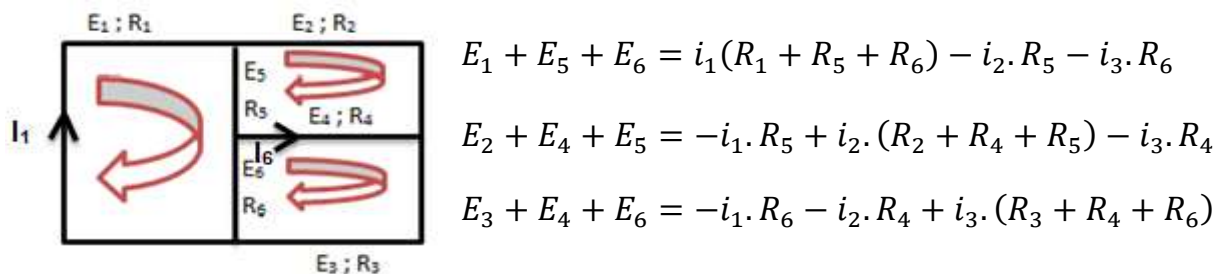 E₁ ; R₁
E₂ ; R₂
E₅
R₅
E₄ ; R₄
I₁
I₆
E₆
R₆
E₃ ; R₃
E₁ + E₅ + E₆ = i₁(R₁ + R₅ + R₆) − i₂. R₅ − i₃. R₆
E₂ + E₄ + E₅ = −i₁. R₅ + i₂. (R₂ + R₄ + R₅) − i₃. R₄
E₃ + E₄ + E₆ = −i₁. R₆ − i₂. R₄ + i₃. (R₃ + R₄ + R₆)